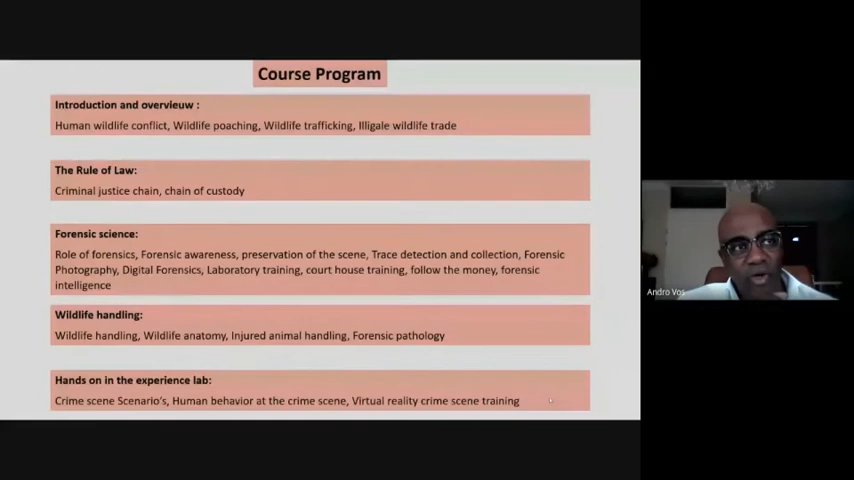 Course Program
Introduction and overvieuw :
Human wildlife conflict, Wildlife poaching, Wildlife trafficking, Illigale wildlife trade
The Rule of Law:
Criminal justice chain, chain of custody
Forensic science:
Role of forensics, Forensic awareness, preservation of the scene, Trace detection and collection, Forensic
Photography, Digital Forensics, Laboratory training, court house training, follow the money, forensic
intelligence
Wildlife handling:
Wildlife handling, Wildlife anatomy, Injured animal handling, Forensic pathology
Hands on in the experience lab:
Crime scene Scenario's, Human behavior at the crime scene, Virtual reality crime scene training
Andro Vos